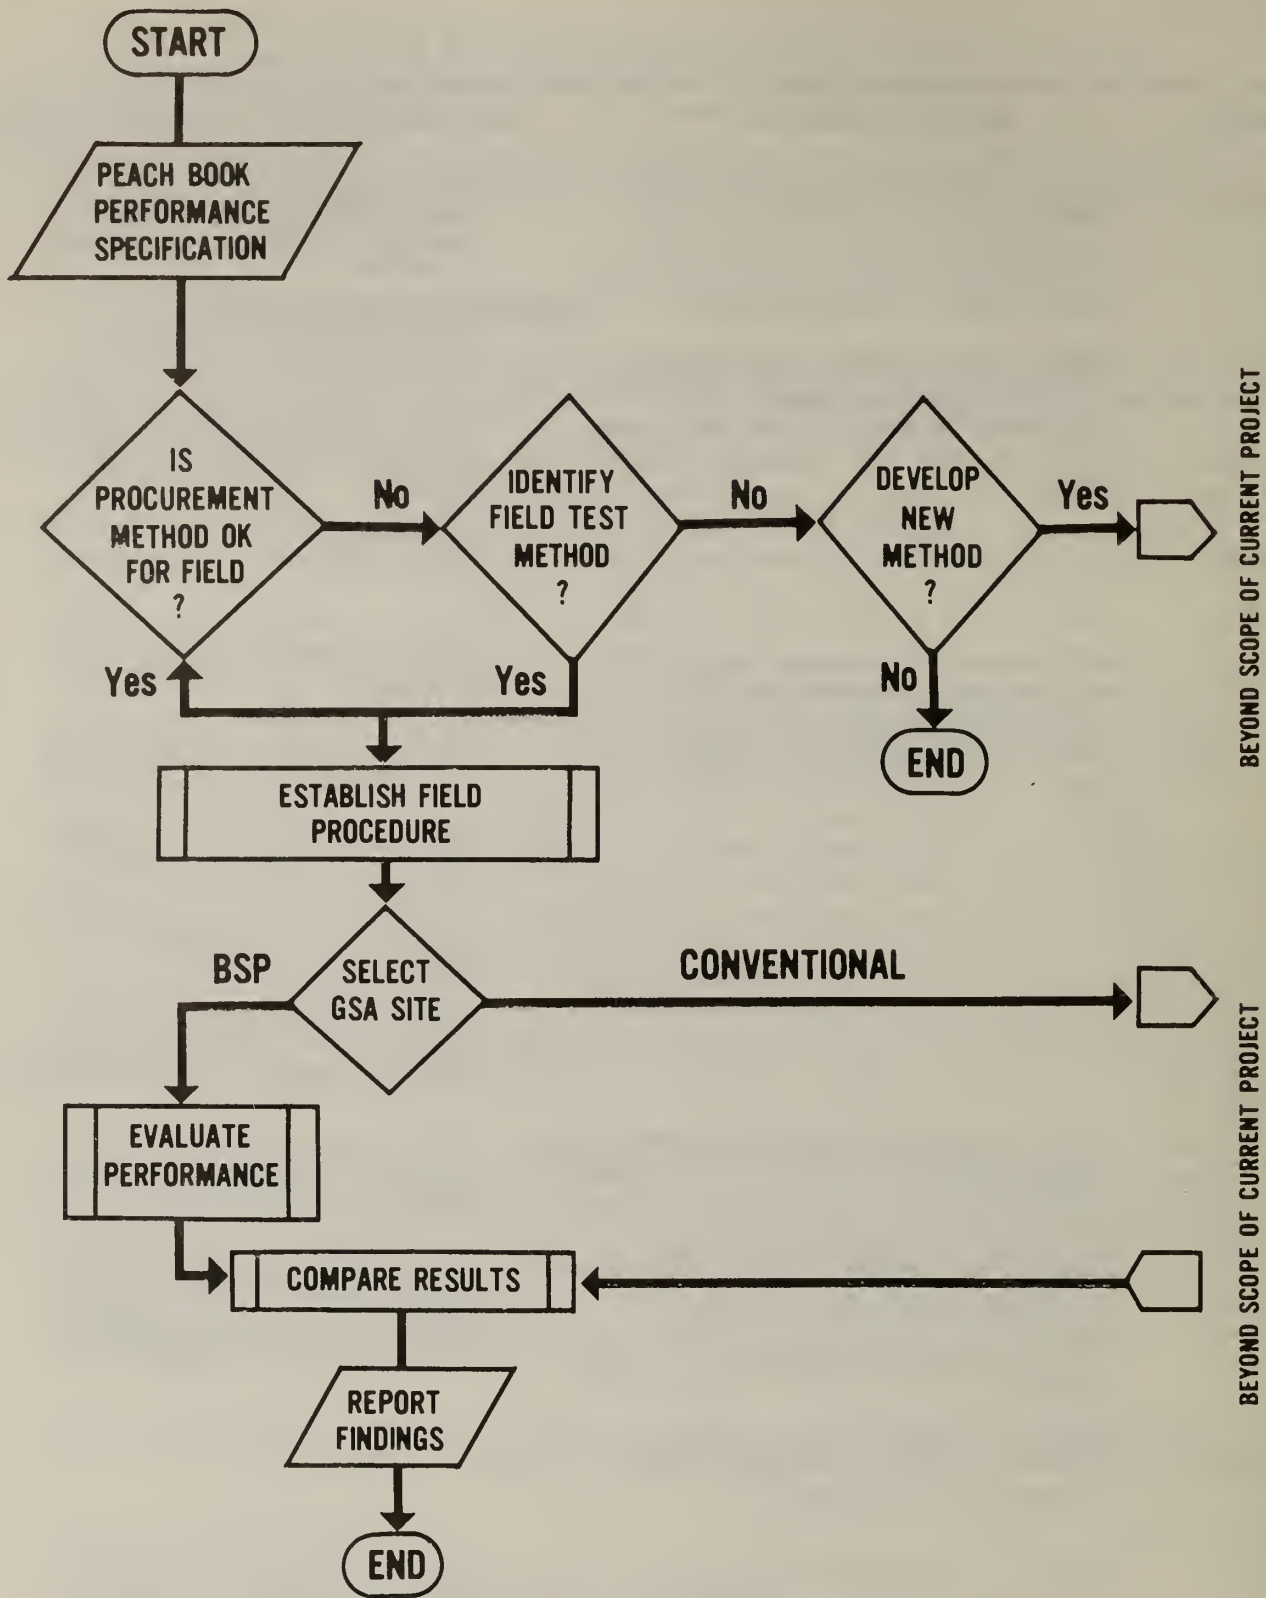 START
PEACH BOOK
PERFORMANCE
SPECIFICATION
IS
PROCUREMENT
METHOD OK
FOR FIELD
?
No
IDENTIFY
FIELD TEST
METHOD
?
No
DEVELOP
NEW
METHOD
?
Yes
BEYOND SCOPE OF CURRENT PROJECT
Yes
Yes
No
END
ESTABLISH FIELD
PROCEDURE
BSP
SELECT
GSA SITE
CONVENTIONAL
EVALUATE
PERFORMANCE
COMPARE RESULTS
BEYOND SCOPE OF CURRENT PROJECT
REPORT
FINDINGS
END